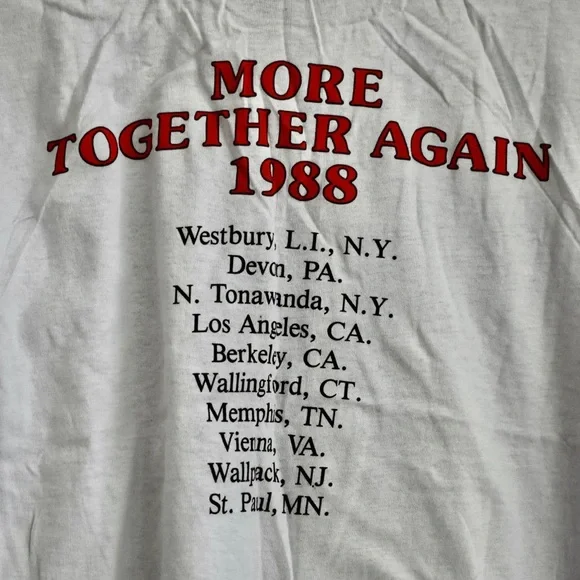 MORE
TOGETHER AGAIN
1988
Westbury, L.I., N.Y.
Devon, PA.
N. Tonawanda, N.Y.
Los Angeles, CA.
Berkeley, CA.
Wallingford, CT.
Memphis, TN.
Vienna, VA.
Wallpack, NJ.
St. Paul, MN.